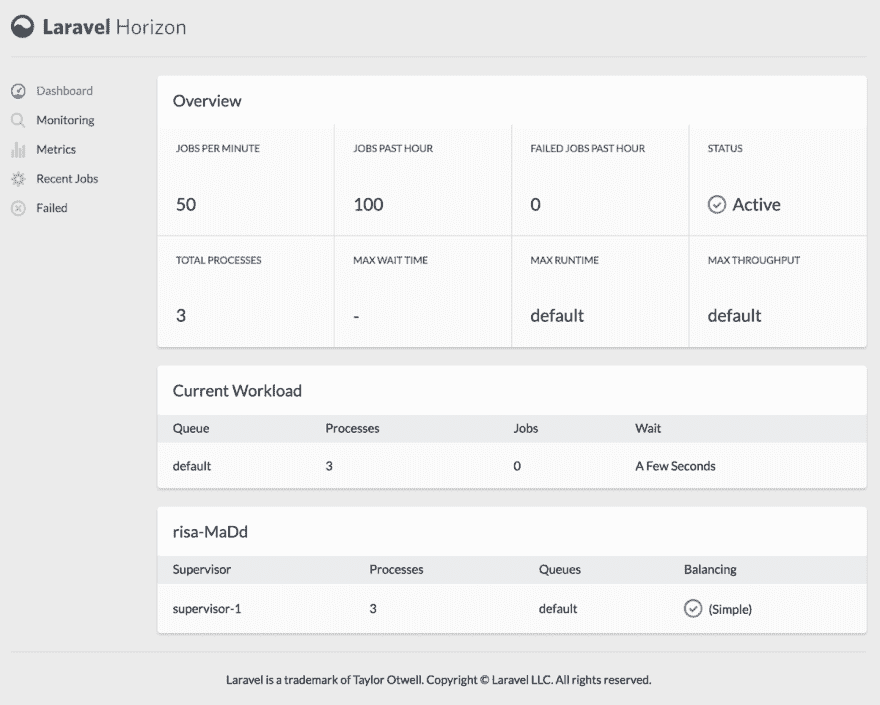 Laravel Horizon
Dashboard
Monitoring
Metrics
Recent Jobs
Failed
Overview
JOBS PER MINUTE JOBS PAST HOUR FAILED JOBS PAST HOUR STATUS
50 100 0 Active
TOTAL PROCESSES MAX WAIT TIME MAX RUNTIME MAX THROUGHPUT
3 - default default
Current Workload
Queue Processes Jobs Wait
default 3 0 A Few Seconds
risa-MaDd
Supervisor Processes Queues Balancing
supervisor-1 3 default (Simple)
Laravel is a trademark of Taylor Otwell. Copyright © Laravel LLC. All rights reserved.